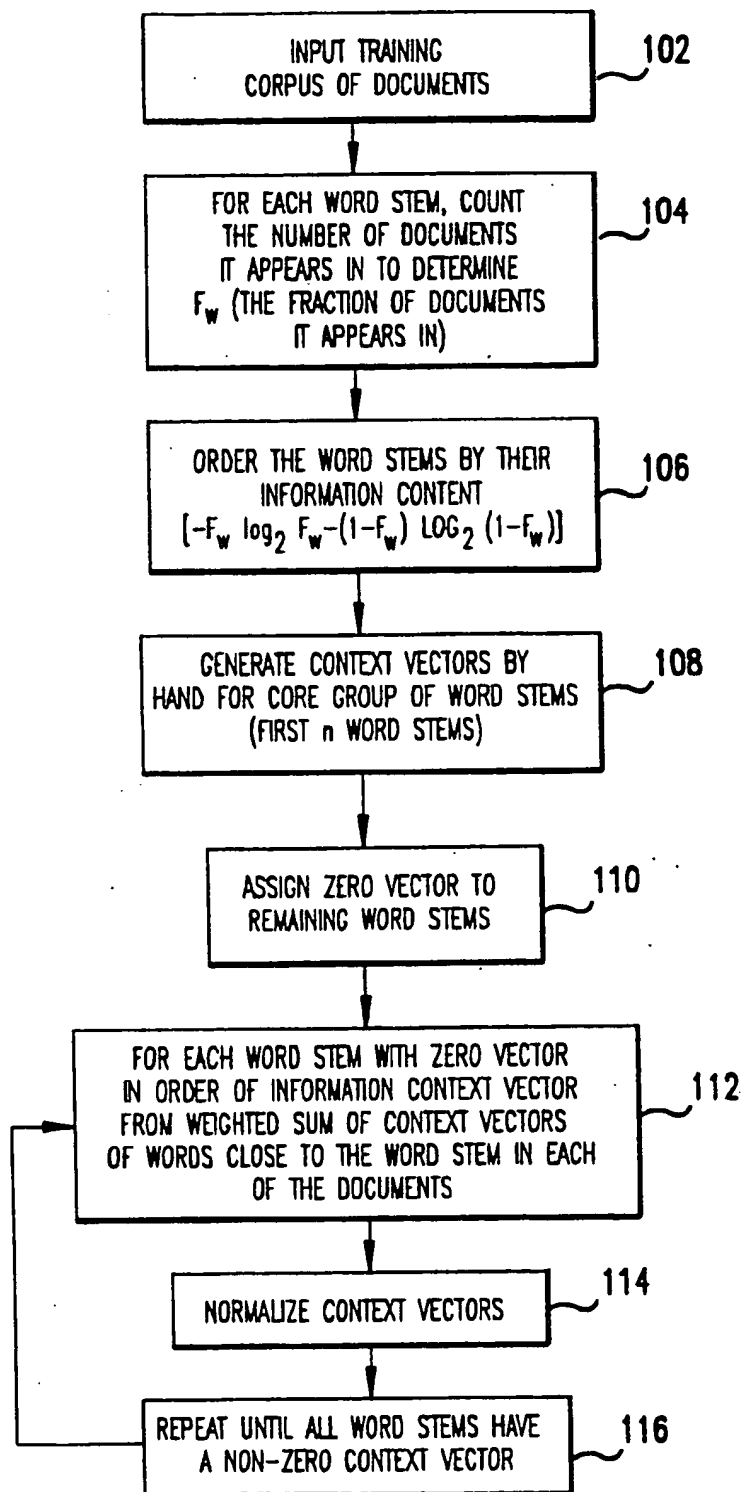 INPUT TRAINING
CORPUS OF DOCUMENTS
102
FOR EACH WORD STEM, COUNT
THE NUMBER OF DOCUMENTS
IT APPEARS IN TO DETERMINE
Fw (THE FRACTION OF DOCUMENTS
IT APPEARS IN)
104
ORDER THE WORD STEMS BY THEIR
INFORMATION CONTENT
[-Fw log2 Fw-(1-Fw) LOG2 (1-Fw)]
106
GENERATE CONTEXT VECTORS BY
HAND FOR CORE GROUP OF WORD STEMS
(FIRST n WORD STEMS)
108
ASSIGN ZERO VECTOR TO
REMAINING WORD STEMS
110
FOR EACH WORD STEM WITH ZERO VECTOR
IN ORDER OF INFORMATION CONTEXT VECTOR
FROM WEIGHTED SUM OF CONTEXT VECTORS
OF WORDS CLOSE TO THE WORD STEM IN EACH
OF THE DOCUMENTS
112
NORMALIZE CONTEXT VECTORS
114
REPEAT UNTIL ALL WORD STEMS HAVE
A NON-ZERO CONTEXT VECTOR
116